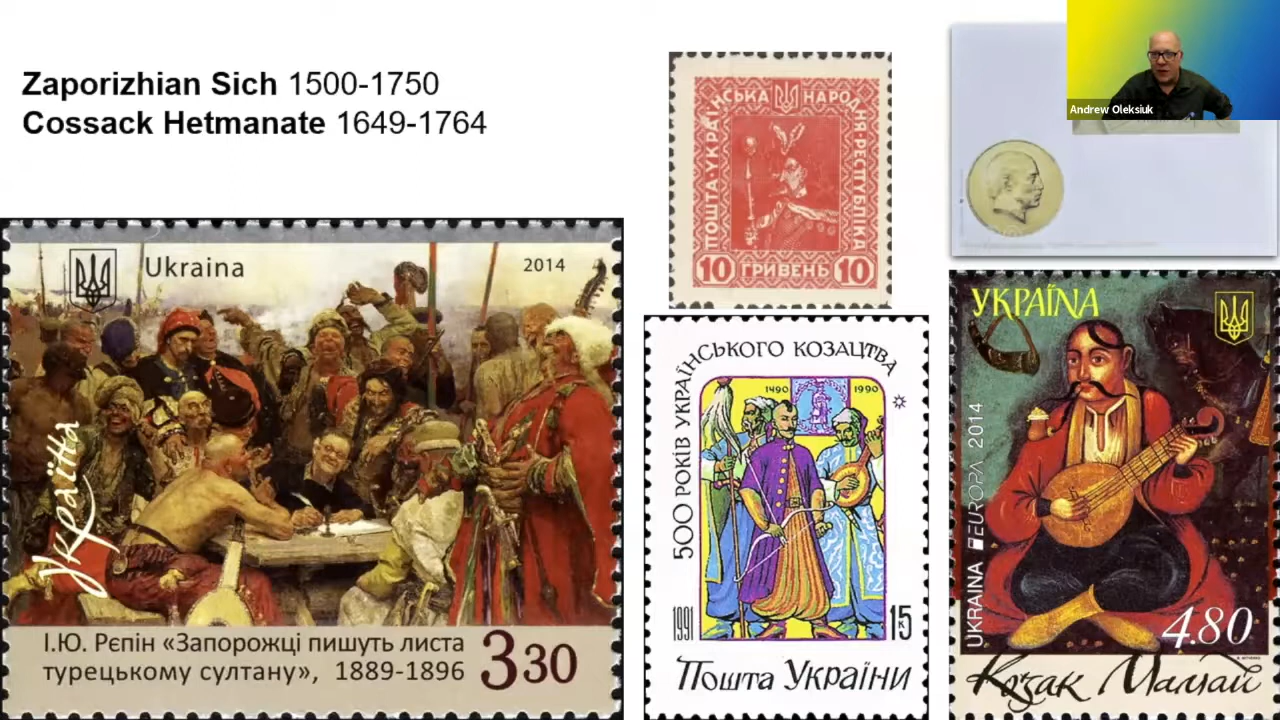 Zaporizhian Sich 1500-1750
Cossack Hetmanate 1649-1764
Andrew Oleksiuk
Ukraina
2014
Україна
І.Ю. Рєпін «Запорожці пишуть листа
турецькому султану», 1889-1896
3 30
ПОШТА·УКРАЇНСЬКА НАРОДНЯ·РЕСПУБЛІКА
10 ГРИВЕНЬ 10
500 РОКІВ УКРАЇНСЬКОГО КОЗАЦТВА
1490 1990
1991
15 к
Пошта України
УКРАЇНА
UKRAINA EUROPA 2014
4.80
Козак Мамай